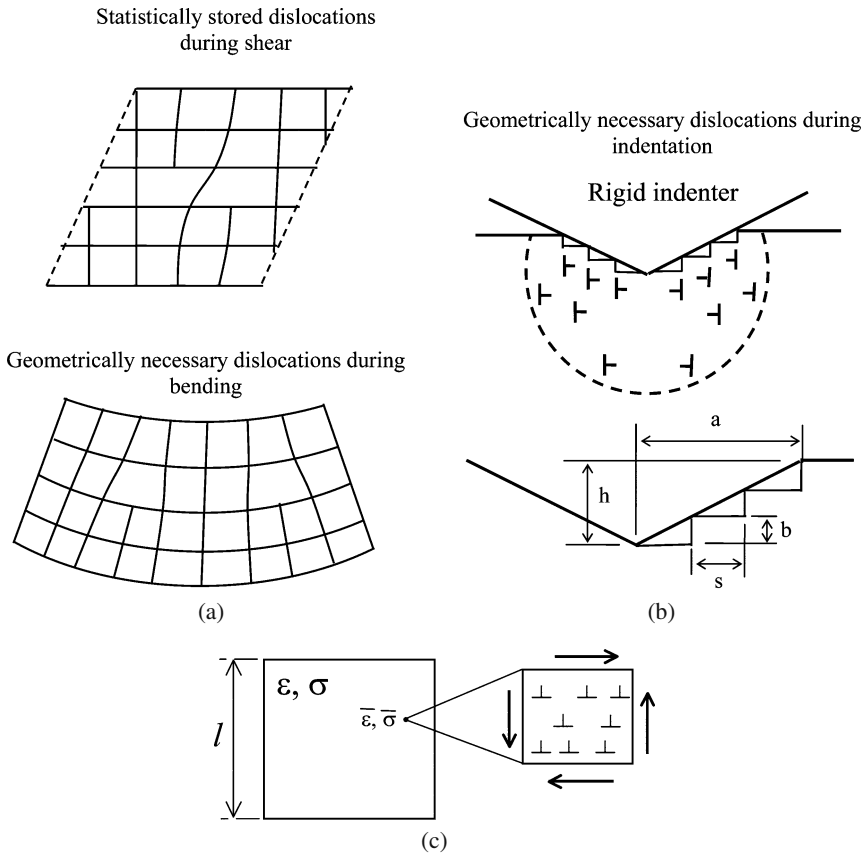 Statistically stored dislocations
during shear
Geometrically necessary dislocations during
bending
(a)
Geometrically necessary dislocations during
indentation
Rigid indenter
a
h
b
s
(b)
l
ε, σ
ε̅, σ̅
(c)